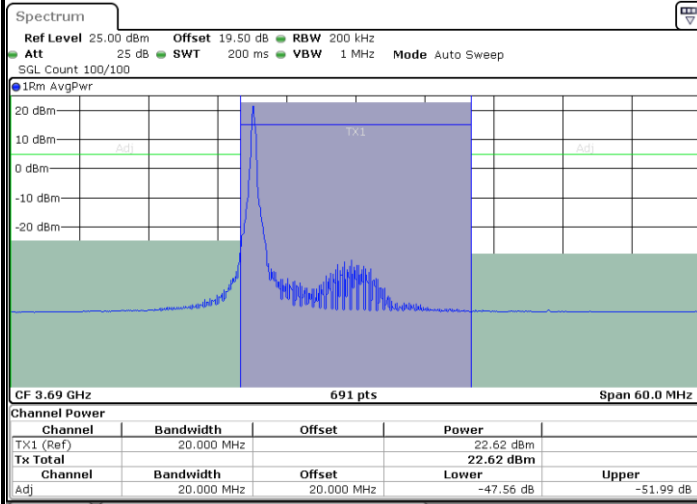 Spectrum
Ref Level 25.00 dBm Offset 19.50 dB RBW 200 kHz
Att 25 dB SWT 200 ms VBW 1 MHz Mode Auto Sweep
SGL Count 100/100
1Rm AvgPwr
20 dBm
TX1
10 dBm
Adj Adj
0 dBm
-10 dBm
-20 dBm
CF 3.69 GHz 691 pts Span 60.0 MHz
Channel Power
Channel Bandwidth Offset Power
TX1 (Ref) 20.000 MHz 22.62 dBm
Tx Total 22.62 dBm
Channel Bandwidth Offset Lower Upper
Adj 20.000 MHz 20.000 MHz -47.56 dB -51.99 dB